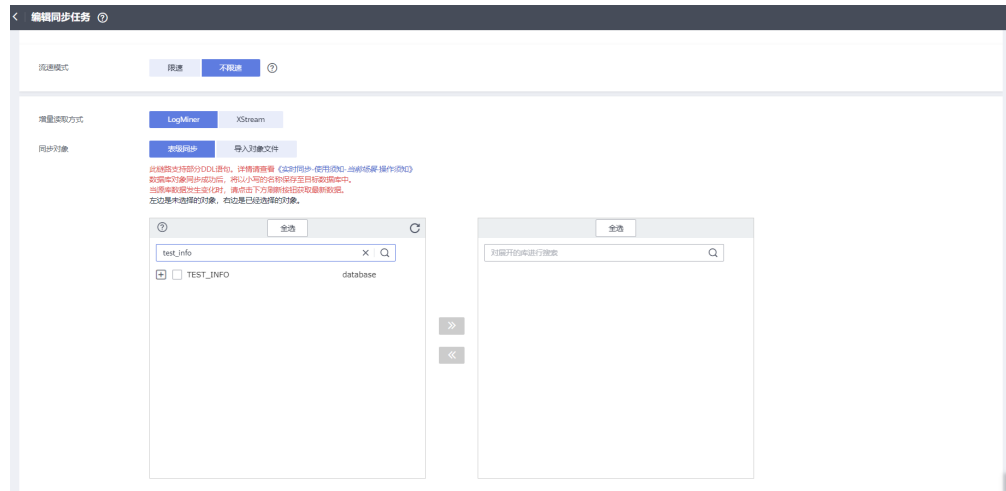 编辑同步任务
流速模式
限速 不限速
增量读取方式
LogMiner XStream
同步对象
表级同步 导入对象文件
此链路支持部分DDL语句。详情请查看《实时同步-使用须知-当前场景-操作须知》
数据库对象同步成功后，将以小写的名称保存至目标数据库中。
当源库数据发生变化时，请点击下方刷新按钮获取最新数据。
左边是未选择的对象，右边是已经选择的对象。
全选
test_info
TEST_INFO database
全选
对展开的库进行搜索